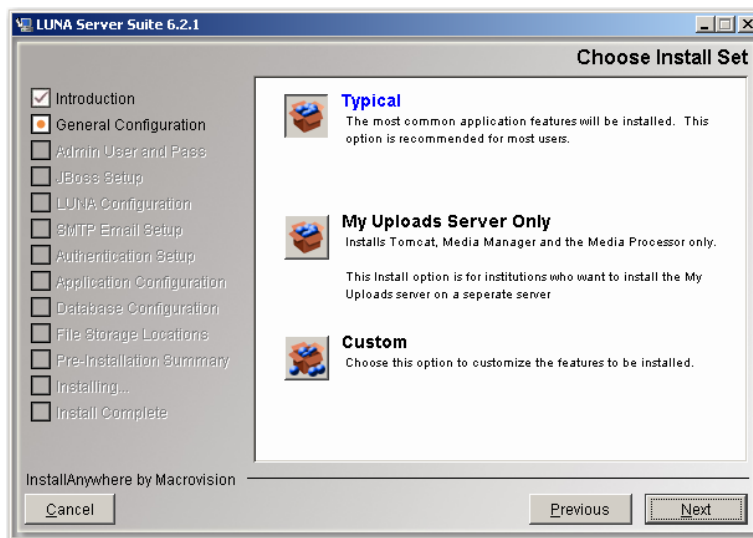 LUNA Server Suite 6.2.1
Choose Install Set
Introduction
General Configuration
Admin User and Pass
JBoss Setup
LUNA Configuration
SMTP Email Setup
Authentication Setup
Application Configuration
Database Configuration
File Storage Locations
Pre-Installation Summary
Installing...
Install Complete
Typical
The most common application features will be installed. This
option is recommended for most users.
My Uploads Server Only
Installs Tomcat, Media Manager and the Media Processor only.
This Install option is for institutions who want to install the My
Uploads server on a seperate server
Custom
Choose this option to customize the features to be installed.
InstallAnywhere by Macrovision
Cancel
Previous
Next